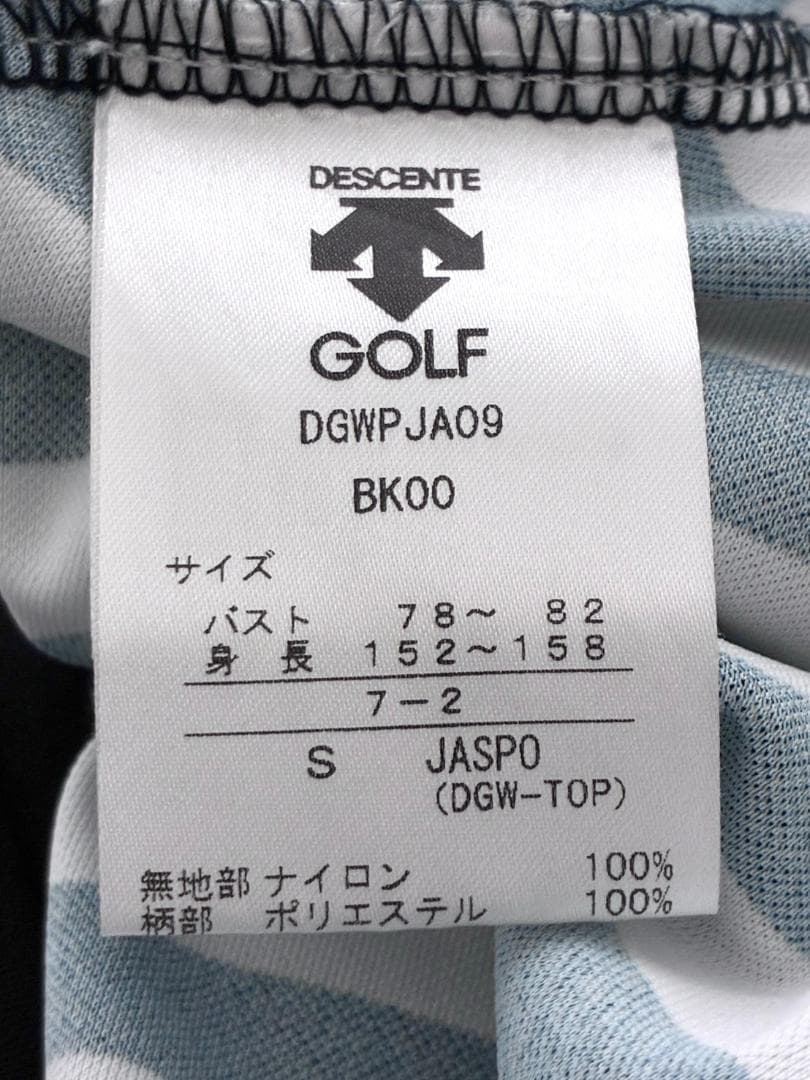 DESCENTE
GOLF
DGWPJA09
BK00
サイズ
バスト 78〜 82
身 長 152〜158
7－2
S JASPO
(DGW-TOP)
無地部 ナイロン 100%
柄部 ポリエステル 100%